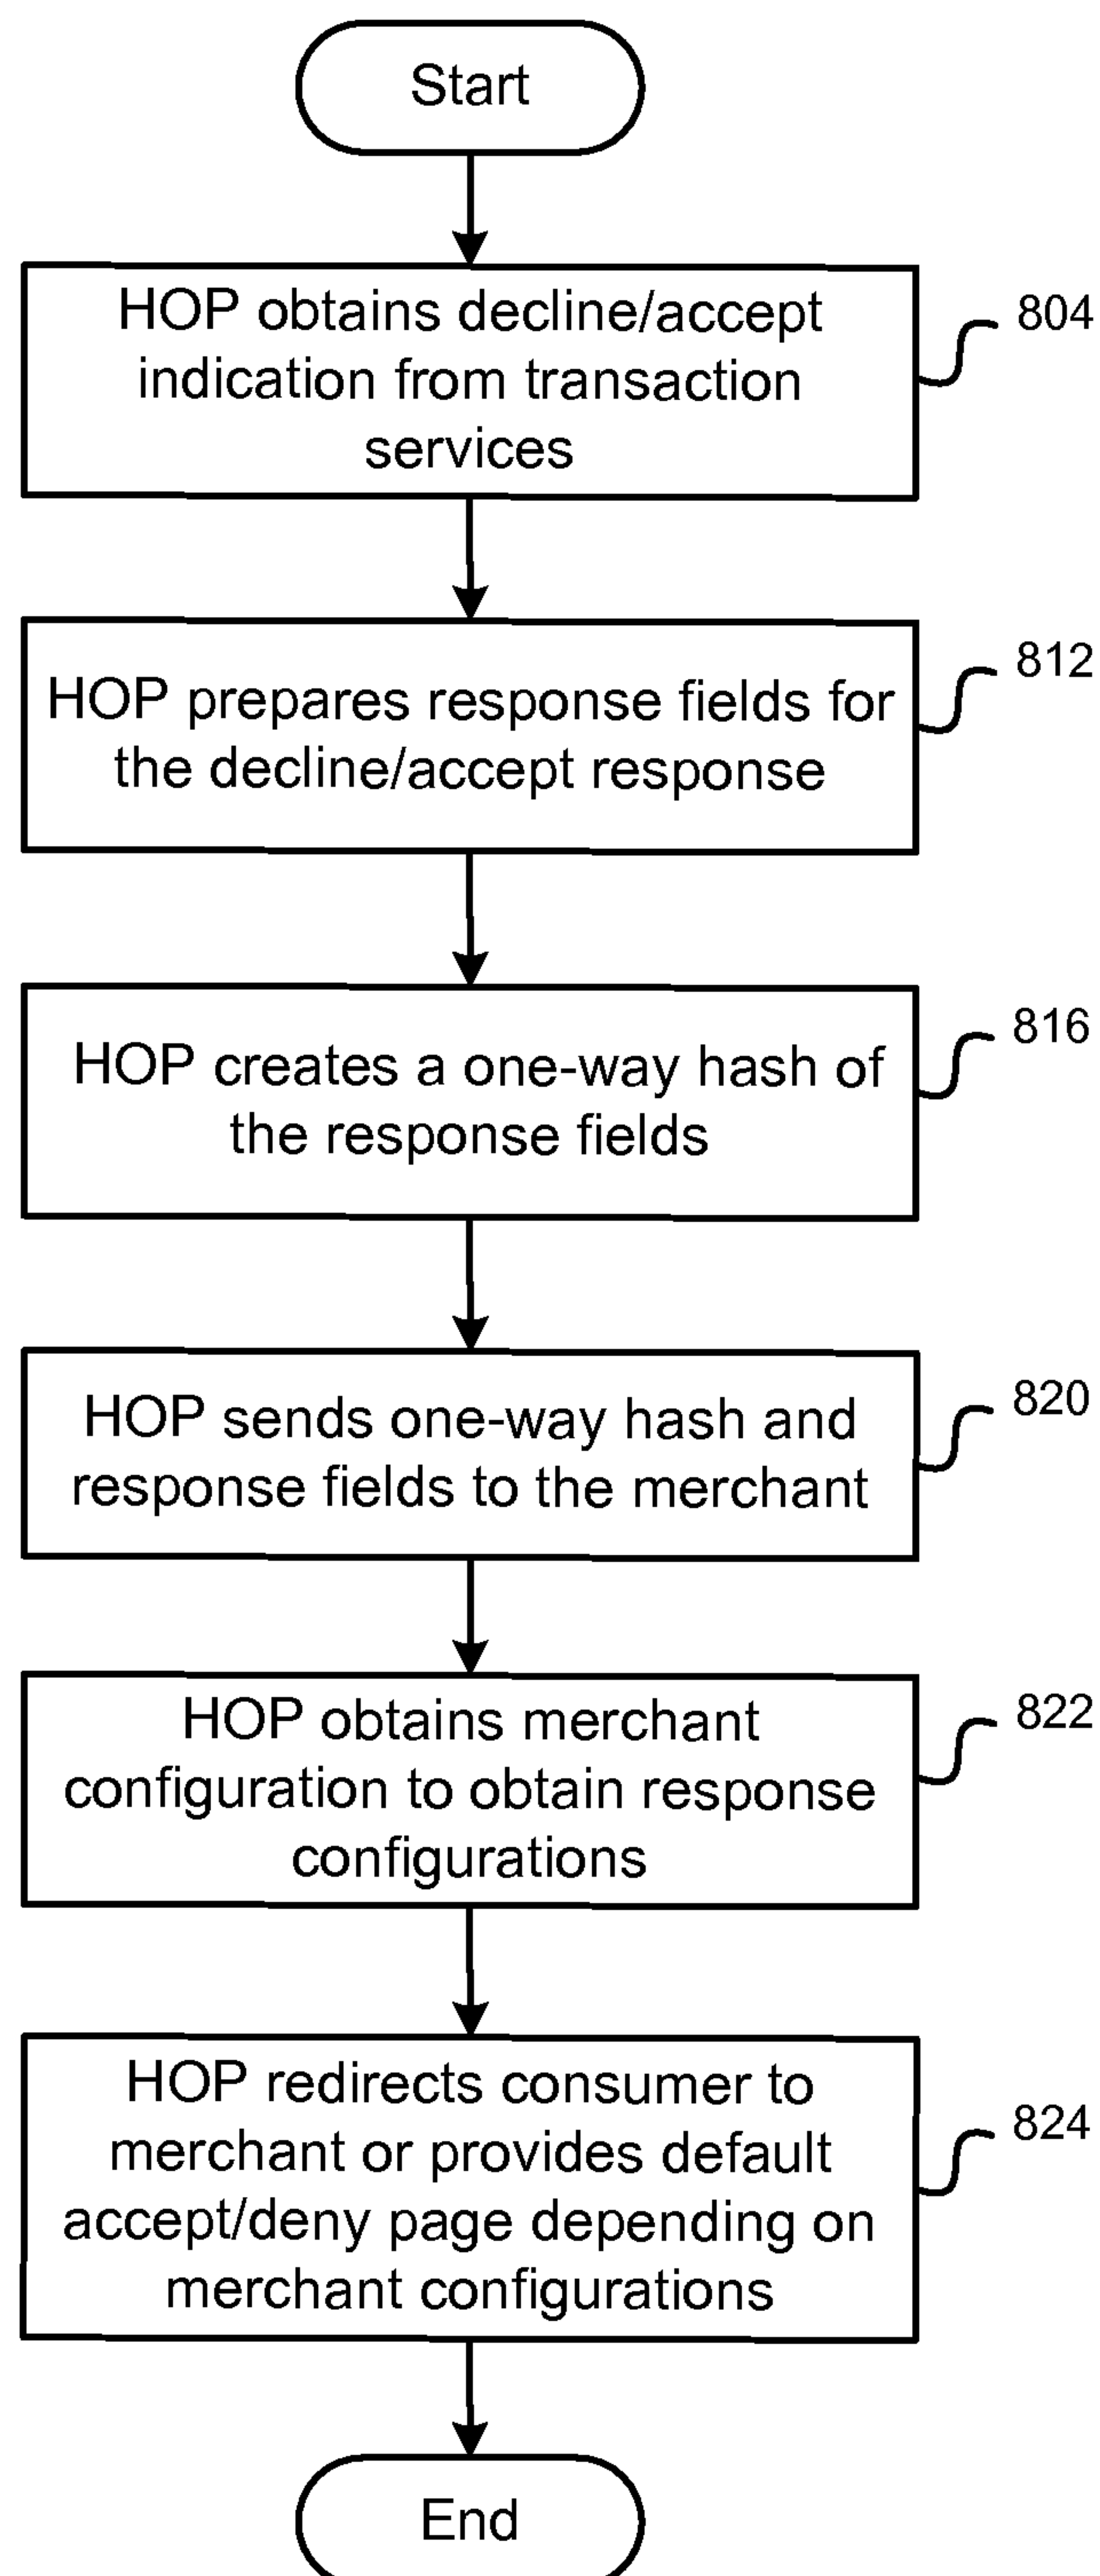 Start
HOP obtains decline/accept
indication from transaction
services
804
HOP prepares response fields for
the decline/accept response
812
HOP creates a one-way hash of
the response fields
816
HOP sends one-way hash and
response fields to the merchant
820
HOP obtains merchant
configuration to obtain response
configurations
822
HOP redirects consumer to
merchant or provides default
accept/deny page depending on
merchant configurations
824
End